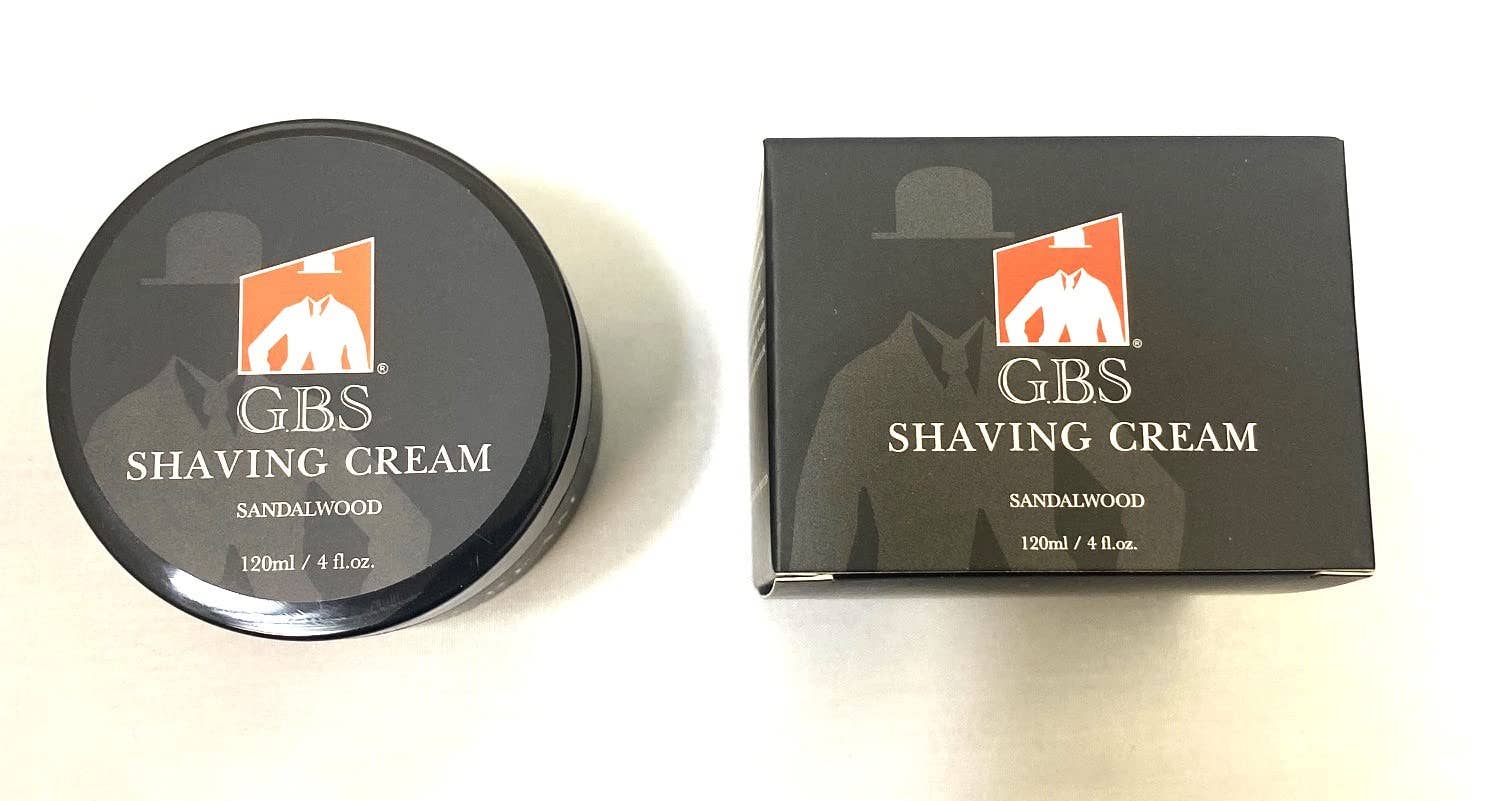 ®
G.B.S
SHAVING CREAM
SANDALWOOD
120ml / 4 fl.oz.
®
G.B.S
SHAVING CREAM
SANDALWOOD
120ml / 4 fl.oz.